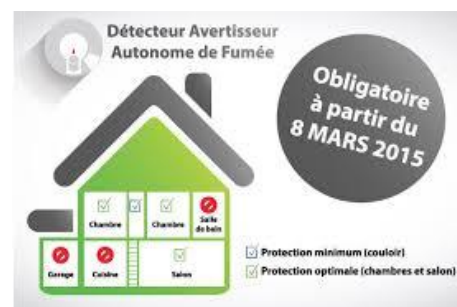 Détecteur Avertisseur
Autonome de Fumée
Obligatoire
à partir du
8 MARS 2015
Chambre
Chambre
Salle
de bain
Garage
Cuisine
Salon
Protection minimum (couloir)
Protection optimale (chambres et salon)